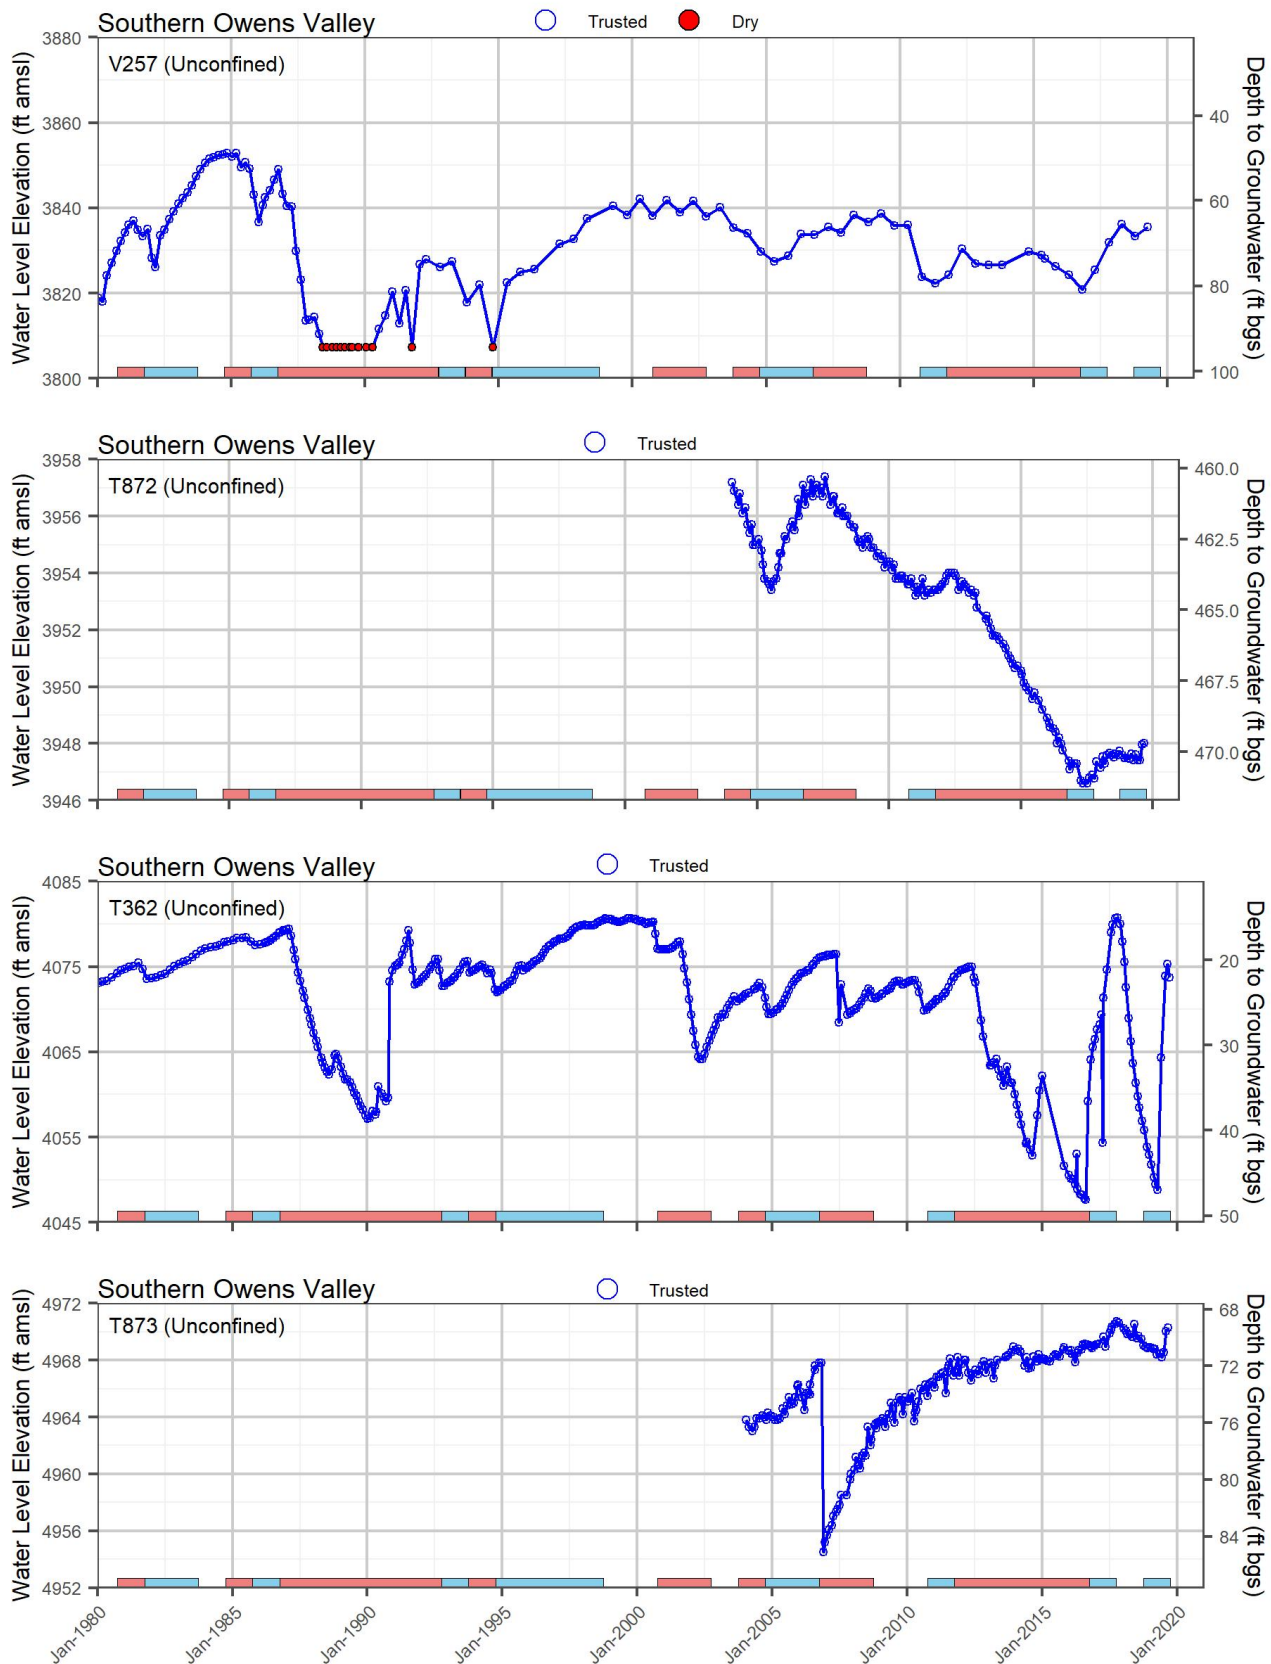 Southern Owens Valley
Trusted
Dry
V257 (Unconfined)
Water Level Elevation (ft amsl)
3880
3860
3840
3820
3800
Depth to Groundwater (ft bgs)
40
60
80
100
Southern Owens Valley
Trusted
T872 (Unconfined)
Water Level Elevation (ft amsl)
3958
3956
3954
3952
3950
3948
3946
Depth to Groundwater (ft bgs)
460.0
462.5
465.0
467.5
470.0
Southern Owens Valley
Trusted
T362 (Unconfined)
Water Level Elevation (ft amsl)
4085
4075
4065
4055
4045
Depth to Groundwater (ft bgs)
20
30
40
50
Southern Owens Valley
Trusted
T873 (Unconfined)
Water Level Elevation (ft amsl)
4972
4968
4964
4960
4956
4952
Depth to Groundwater (ft bgs)
68
72
76
80
84
Jan-1980
Jan-1985
Jan-1990
Jan-1995
Jan-2000
Jan-2005
Jan-2010
Jan-2015
Jan-2020